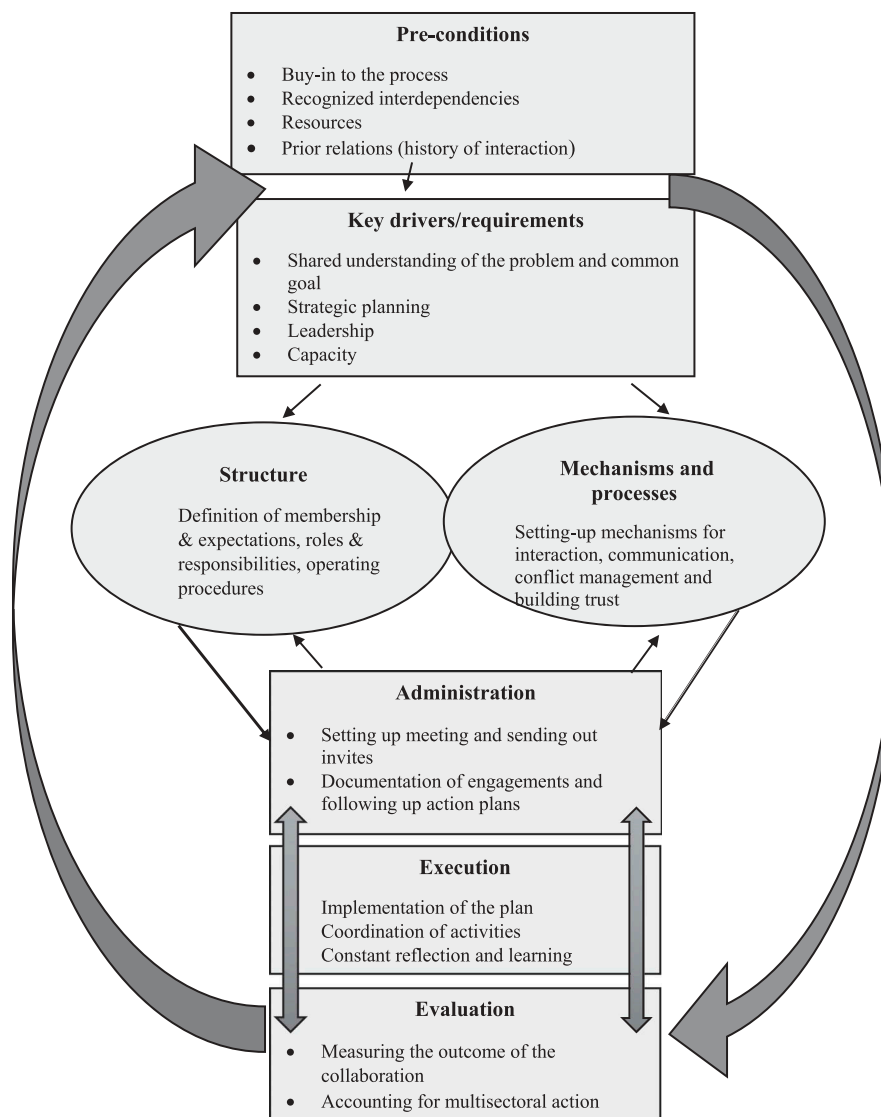 Pre-conditions
• Buy-in to the process
• Recognized interdependencies
• Resources
• Prior relations (history of interaction)
Key drivers/requirements
• Shared understanding of the problem and common
goal
• Strategic planning
• Leadership
• Capacity
Structure
Definition of membership
& expectations, roles &
responsibilities, operating
procedures
Mechanisms and
processes
Setting-up mechanisms for
interaction, communication,
conflict management and
building trust
Administration
• Setting up meeting and sending out
invites
• Documentation of engagements and
following up action plans
Execution
Implementation of the plan
Coordination of activities
Constant reflection and learning
Evaluation
• Measuring the outcome of the
collaboration
• Accounting for multisectoral action